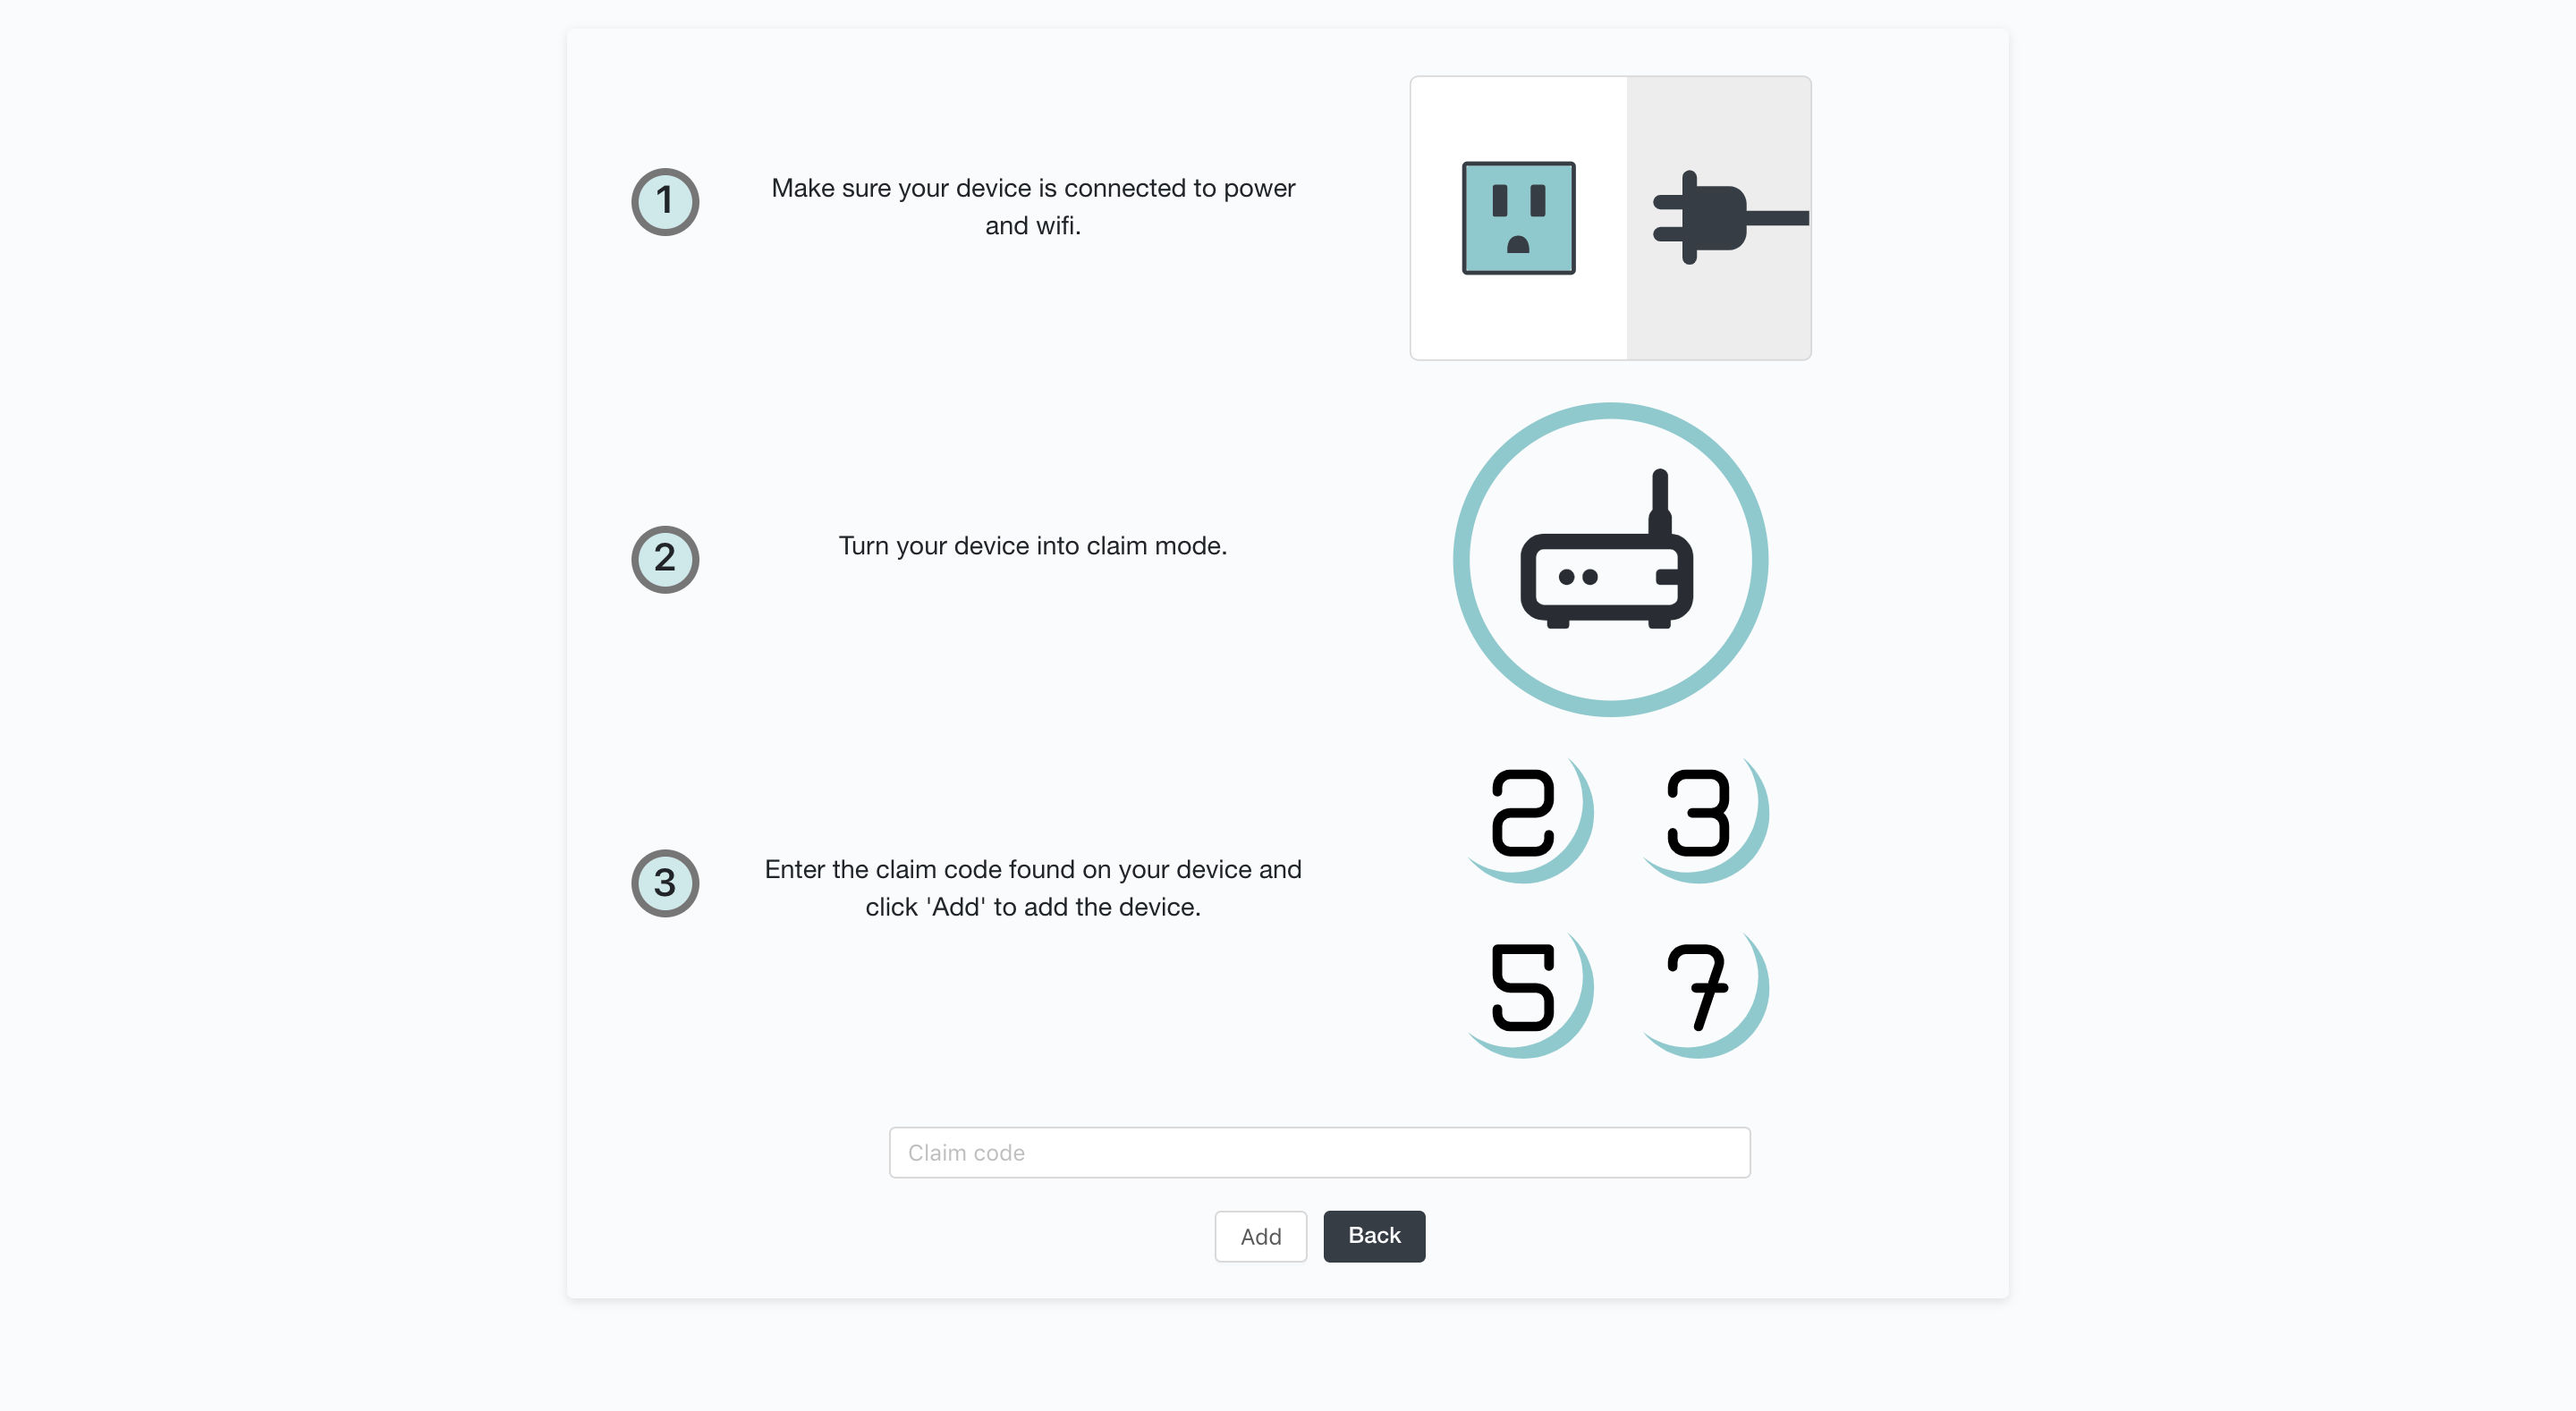 1
Make sure your device is connected to power
and wifi.
2
Turn your device into claim mode.
3
Enter the claim code found on your device and
click 'Add' to add the device.
2 3
5 7
Claim code
Add Back